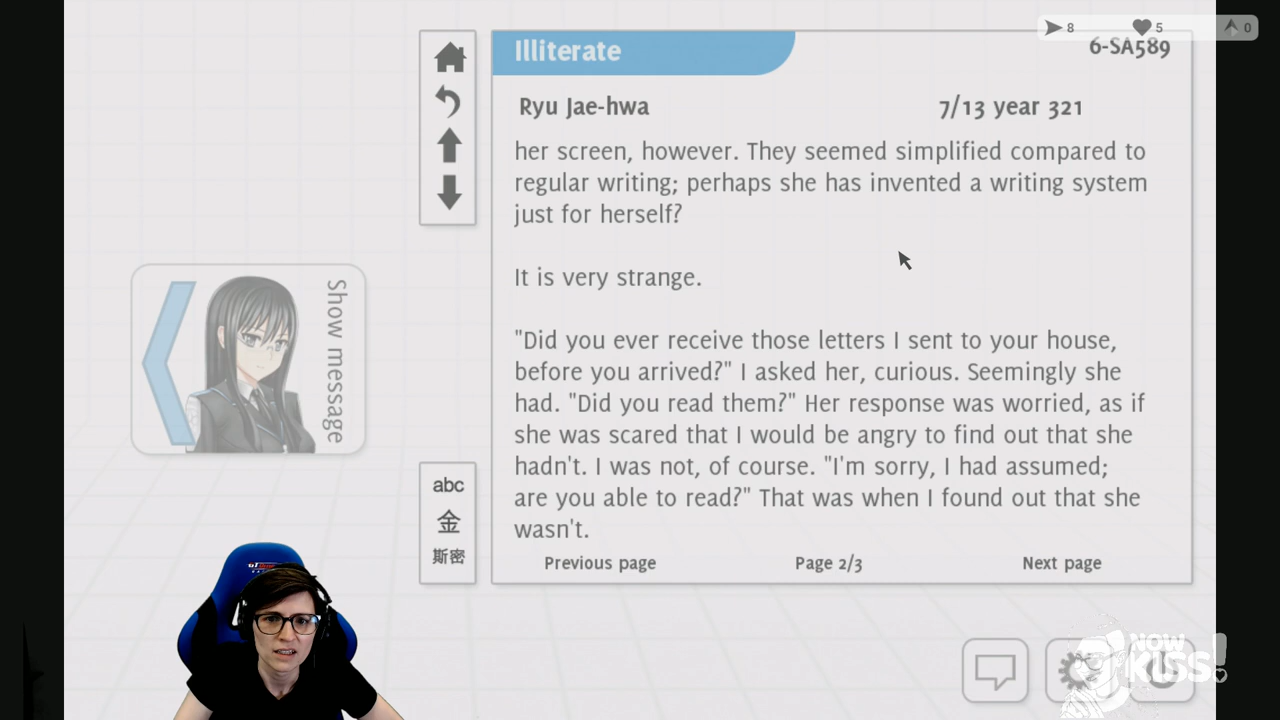 8
5
0
Illiterate
6-SA589
Ryu Jae-hwa
7/13 year 321
her screen, however. They seemed simplified compared to
regular writing; perhaps she has invented a writing system
just for herself?
It is very strange.
"Did you ever receive those letters I sent to your house,
before you arrived?" I asked her, curious. Seemingly she
had. "Did you read them?" Her response was worried, as if
she was scared that I would be angry to find out that she
hadn't. I was not, of course. "I'm sorry, I had assumed;
are you able to read?" That was when I found out that she
wasn't.
Previous page
Page 2/3
Next page
Show message
abc
金
斯密
NOW
KISS!